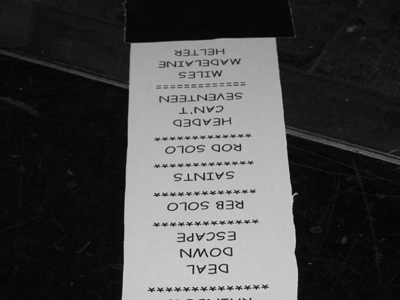 **************
DEAL
DOWN
ESCAPE
************
REB SOLO
************
SAINTS
************
ROD SOLO
************
HEADED
CAN'T
SEVENTEEN
============
MILES
MADELAINE
HELTER